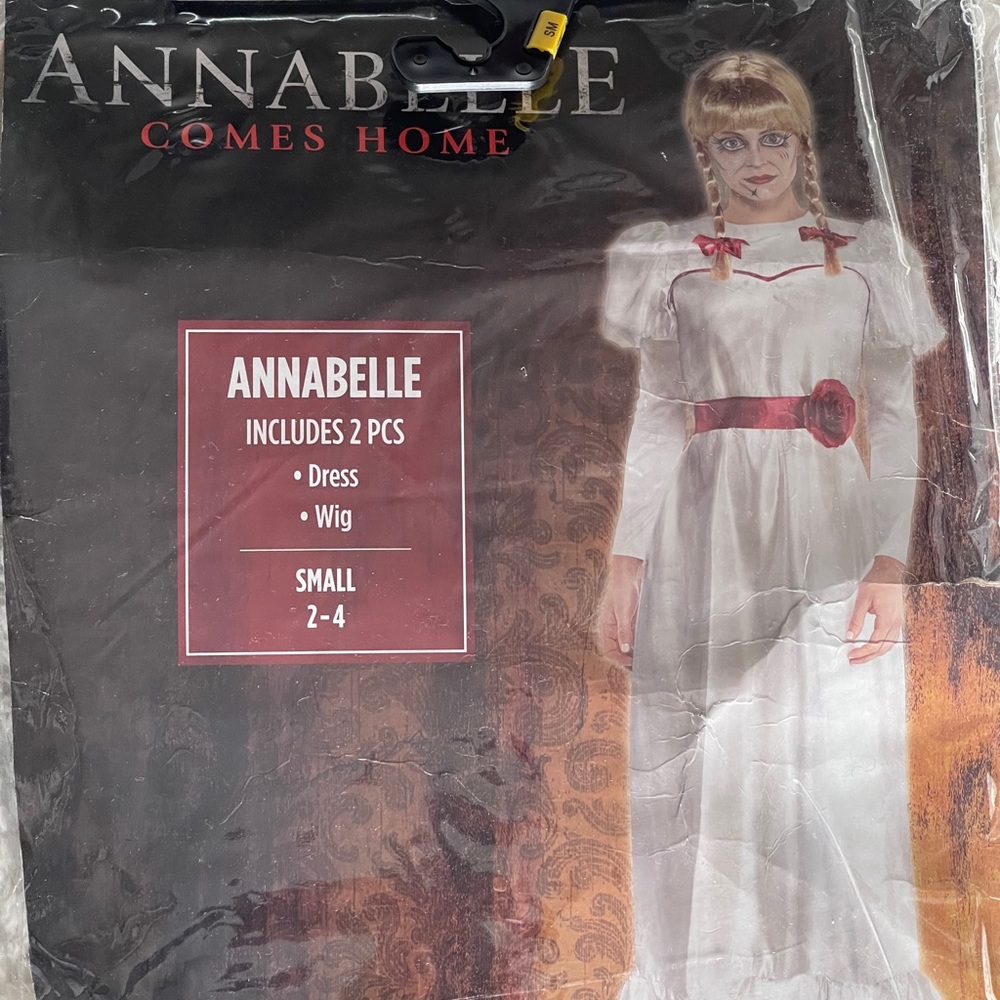 SM
ANNABELLE
COMES HOME
ANNABELLE
INCLUDES 2 PCS
• Dress
• Wig
SMALL
2-4